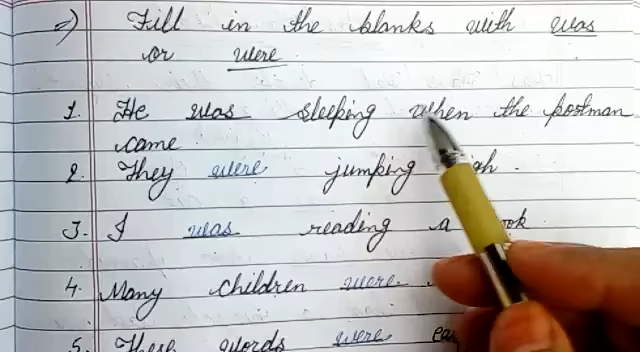 =) Fill in the blanks with was
or were.
1. He was sleeping when the postman
came
2. They were jumping
3. I was reading a
4. Many children were
5. These words were